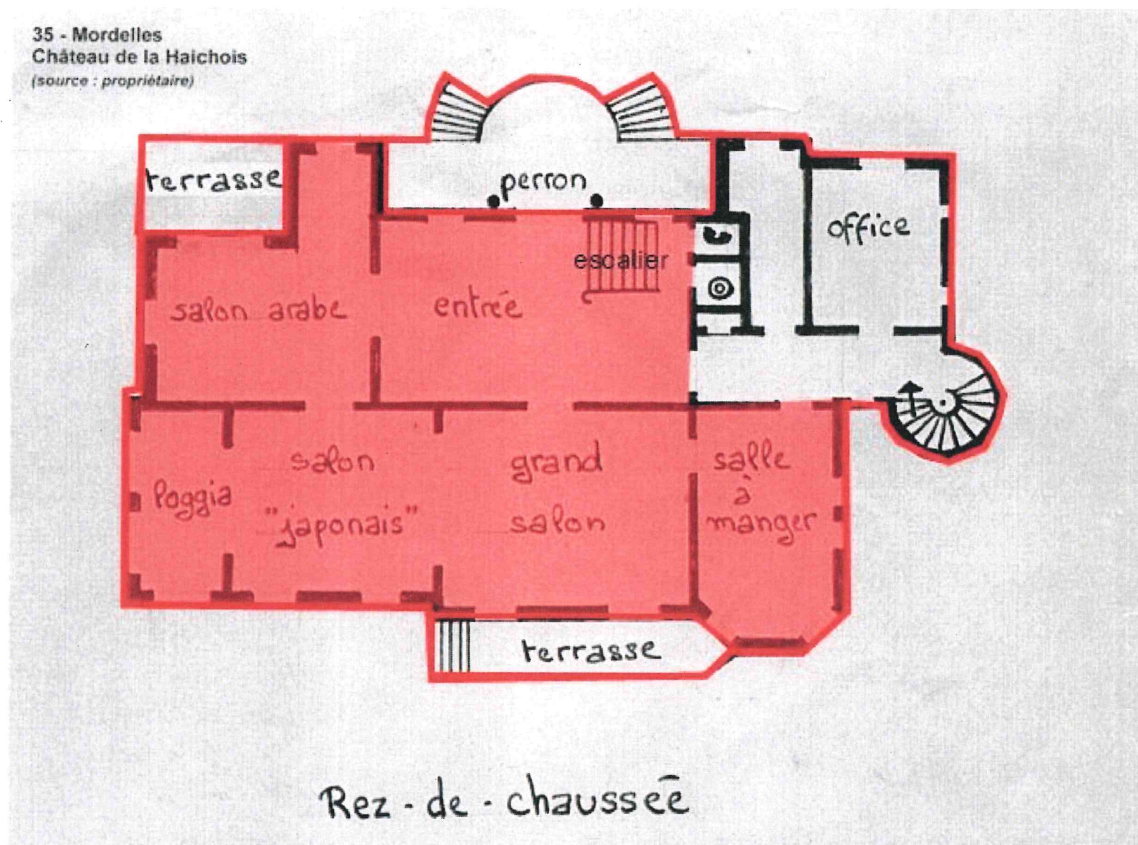 35 - Mordelles
Château de la Haichois
(source : propriétaire)
terrasse
perron
office
escalier
salon arabe
entrée
loggia
salon
"japonais"
grand
salon
salle
à
manger
terrasse
Rez-de-chaussée